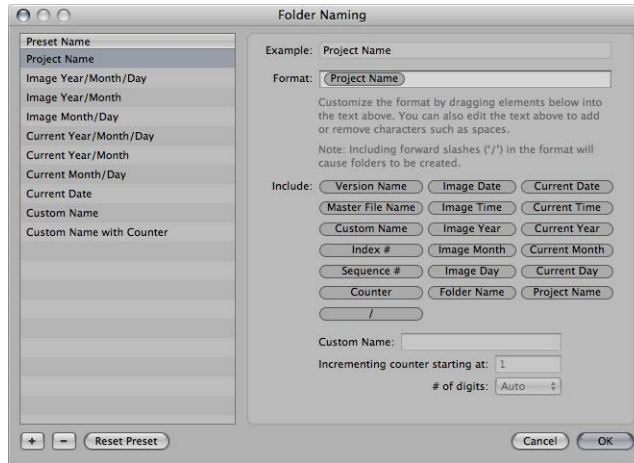 Folder Naming
Preset Name
Project Name
Image Year/Month/Day
Image Year/Month
Image Month/Day
Current Year/Month/Day
Current Year/Month
Current Month/Day
Current Date
Custom Name
Custom Name with Counter
+ − Reset Preset
Example: Project Name
Format: Project Name
Customize the format by dragging elements below into
the text above. You can also edit the text above to add
or remove characters such as spaces.
Note: Including forward slashes ('/') in the format will
cause folders to be created.
Include: Version Name Image Date Current Date
Master File Name Image Time Current Time
Custom Name Image Year Current Year
Index # Image Month Current Month
Sequence # Image Day Current Day
Counter Folder Name Project Name
/
Custom Name:
Incrementing counter starting at: 1
# of digits: Auto
Cancel OK